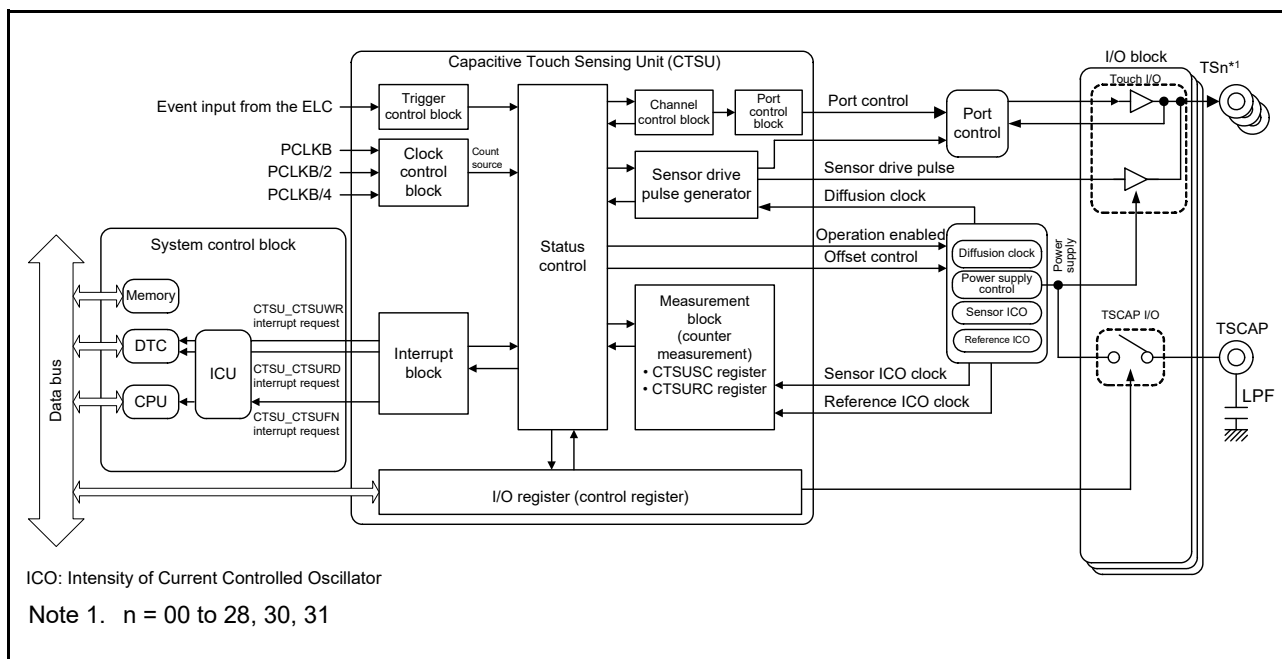 Capacitive Touch Sensing Unit (CTSU)
I/O block
Touch I/O
TSn*1
Event input from the ELC
Trigger
control block
Channel
control block
Port
control
block
Port control
Port
control
PCLKB
PCLKB/2
PCLKB/4
Clock
control
block
Count
source
Sensor drive
pulse generator
Sensor drive pulse
Diffusion clock
System control block
Status
control
Operation enabled
Offset control
Diffusion clock
Power supply
control
Sensor ICO
Reference ICO
Power
supply
Memory
DTC
CPU
ICU
CTSU_CTSUWR
interrupt request
CTSU_CTSURD
interrupt request
CTSU_CTSUFN
interrupt request
Interrupt
block
Measurement
block
(counter
measurement)
• CTSUSC register
• CTSURC register
Sensor ICO clock
Reference ICO clock
TSCAP I/O
TSCAP
LPF
Data bus
I/O register (control register)
ICO: Intensity of Current Controlled Oscillator
Note 1. n = 00 to 28, 30, 31